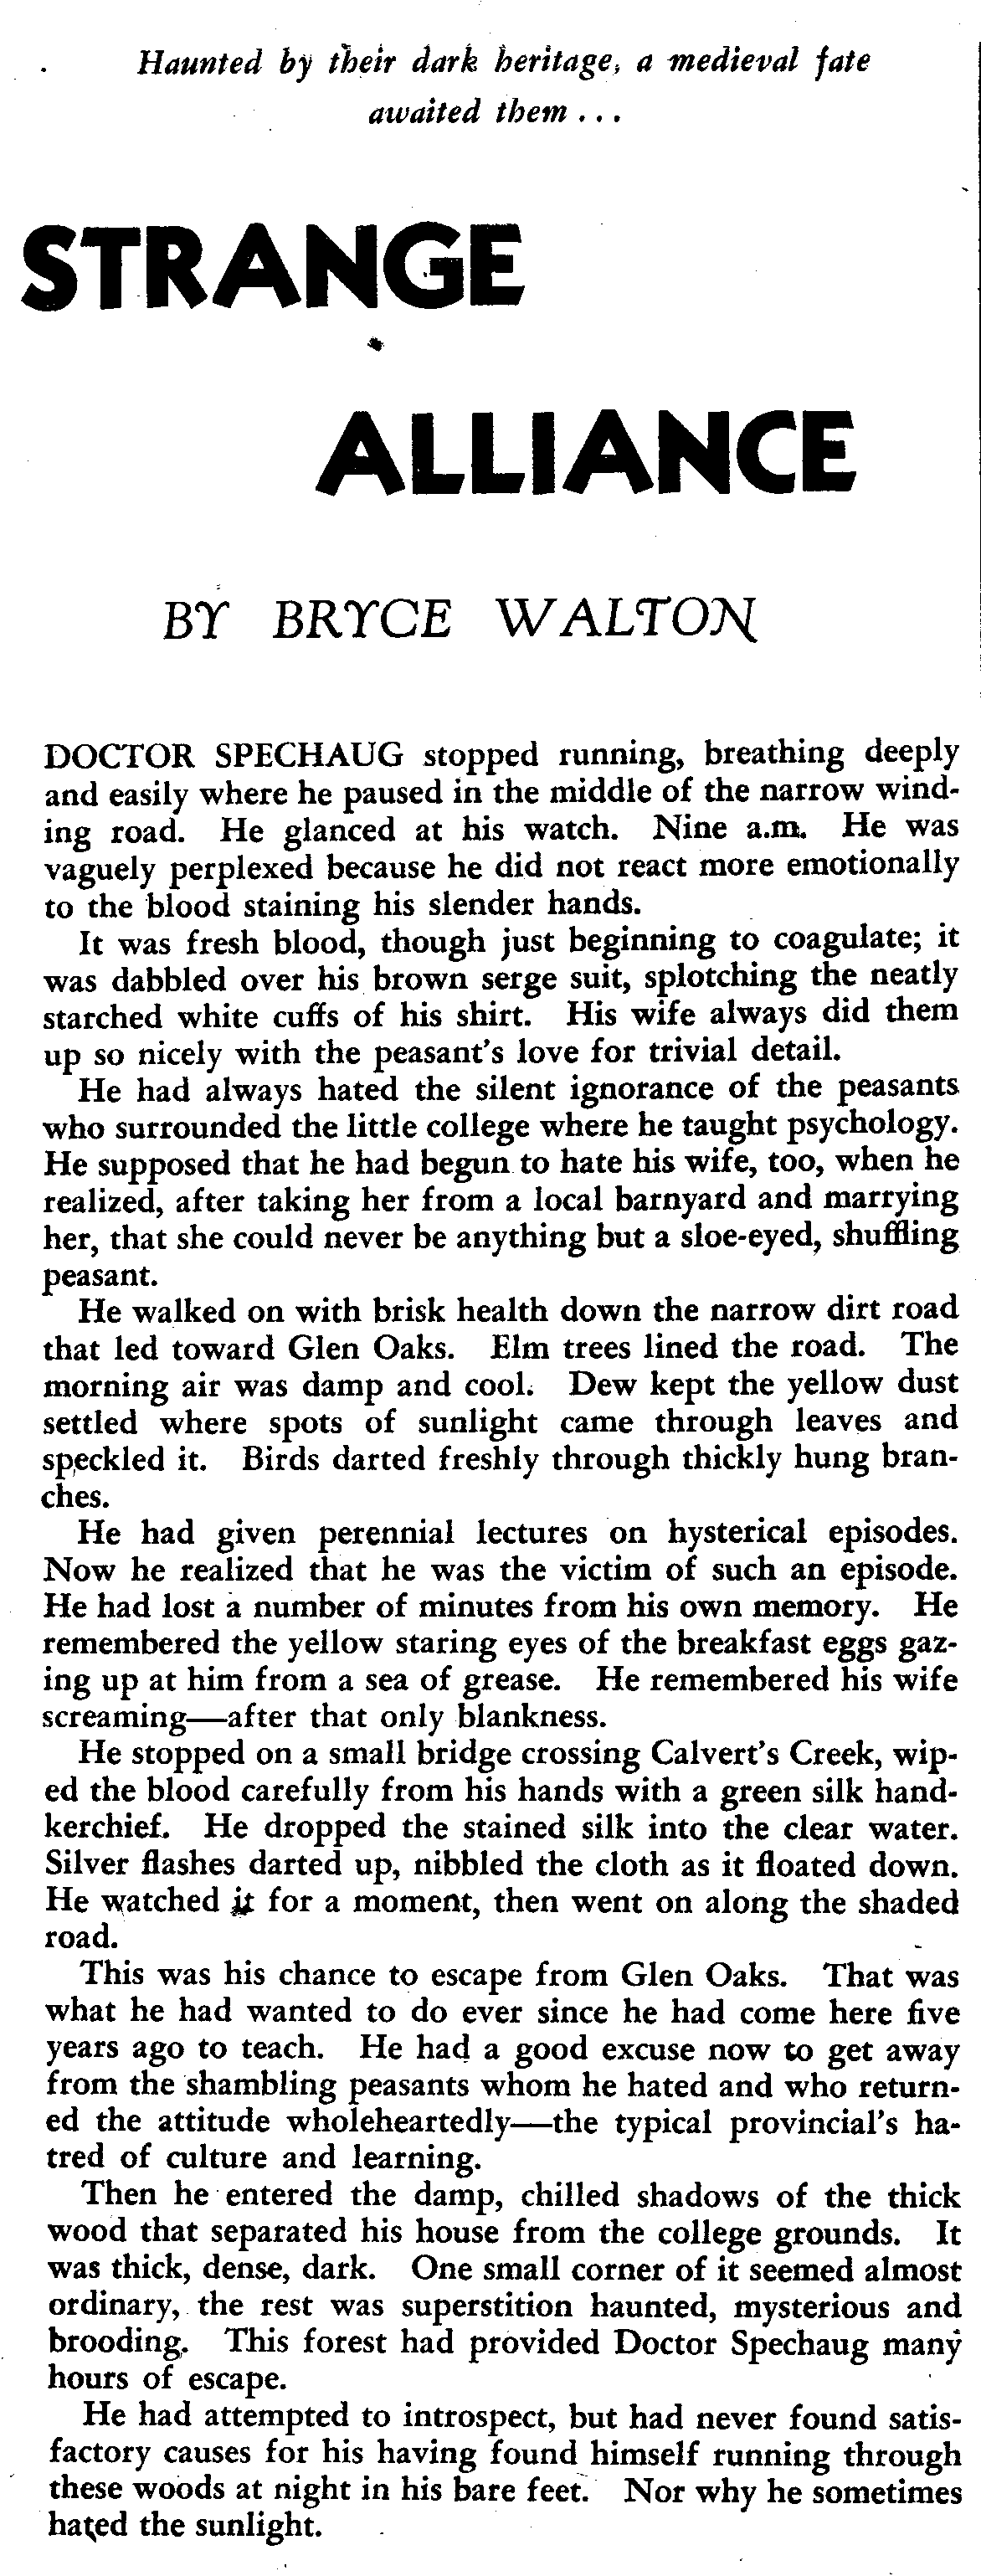 Haunted by their dark heritage, a medieval fate
awaited them . . .
STRANGE
ALLIANCE
BY BRYCE WALTON
DOCTOR SPECHAUG stopped running, breathing deeply
and easily where he paused in the middle of the narrow wind-
ing road. He glanced at his watch. Nine a.m. He was
vaguely perplexed because he did not react more emotionally
to the blood staining his slender hands.
It was fresh blood, though just beginning to coagulate; it
was dabbled over his brown serge suit, splotching the neatly
starched white cuffs of his shirt. His wife always did them
up so nicely with the peasant's love for trivial detail.
He had always hated the silent ignorance of the peasants
who surrounded the little college where he taught psychology.
He supposed that he had begun to hate his wife, too, when he
realized, after taking her from a local barnyard and marrying
her, that she could never be anything but a sloe-eyed, shuffling
peasant.
He walked on with brisk health down the narrow dirt road
that led toward Glen Oaks. Elm trees lined the road. The
morning air was damp and cool. Dew kept the yellow dust
settled where spots of sunlight came through leaves and
speckled it. Birds darted freshly through thickly hung bran-
ches.
He had given perennial lectures on hysterical episodes.
Now he realized that he was the victim of such an episode.
He had lost a number of minutes from his own memory. He
remembered the yellow staring eyes of the breakfast eggs gaz-
ing up at him from a sea of grease. He remembered his wife
screaming—after that only blankness.
He stopped on a small bridge crossing Calvert's Creek, wip-
ed the blood carefully from his hands with a green silk hand-
kerchief. He dropped the stained silk into the clear water.
Silver flashes darted up, nibbled the cloth as it floated down.
He watched it for a moment, then went on along the shaded
road.
This was his chance to escape from Glen Oaks. That was
what he had wanted to do ever since he had come here five
years ago to teach. He had a good excuse now to get away
from the shambling peasants whom he hated and who return-
ed the attitude wholeheartedly—the typical provincial's ha-
tred of culture and learning.
Then he entered the damp, chilled shadows of the thick
wood that separated his house from the college grounds. It
was thick, dense, dark. One small corner of it seemed almost
ordinary, the rest was superstition haunted, mysterious and
brooding. This forest had provided Doctor Spechaug many
hours of escape.
He had attempted to introspect, but had never found satis-
factory causes for his having found himself running through
these woods at night in his bare feet. Nor why he sometimes
hated the sunlight.